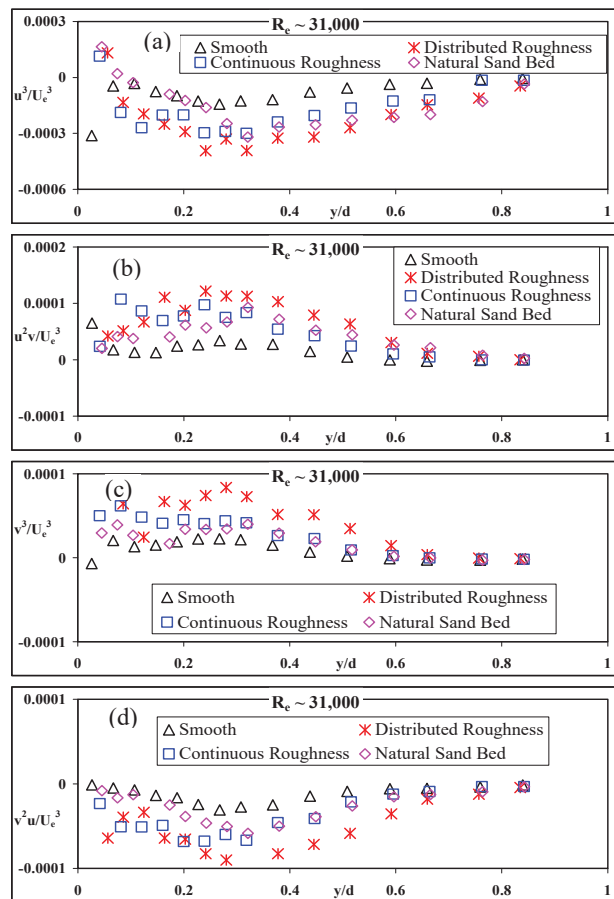 R_e ~ 31,000
(a)
Smooth
Distributed Roughness
Continuous Roughness
Natural Sand Bed
0.0003
0
-0.0003
-0.0006
u³/U_e³
0 0.2 0.4 0.6 0.8 1
y/d
R_e ~ 31,000
(b)
Smooth
Distributed Roughness
Continuous Roughness
Natural Sand Bed
0.0002
0.0001
0
-0.0001
u²v/U_e³
0 0.2 0.4 0.6 0.8 1
y/d
R_e ~ 31,000
(c)
0.0001
0
-0.0001
v³/U_e³
Smooth
Distributed Roughness
Continuous Roughness
Natural Sand Bed
0 0.2 0.4 0.6 0.8 1
y/d
R_e ~ 31,000
(d)
Smooth
Distributed Roughness
Continuous Roughness
Natural Sand Bed
0.0001
0
-0.0001
v²u/U_e³
0 0.2 0.4 0.6 0.8 1
y/d